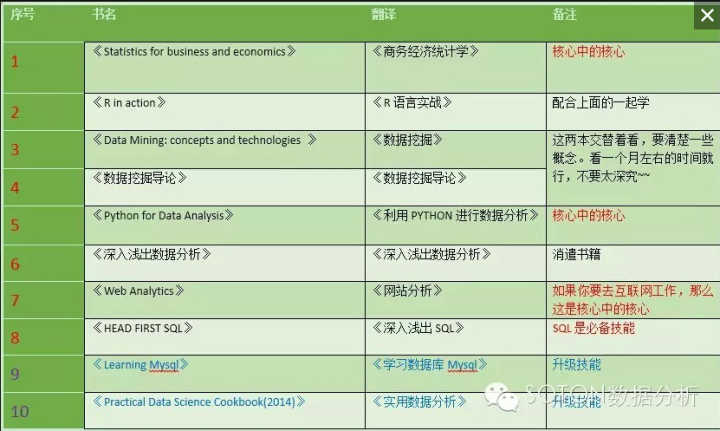 序号 书名 翻译 备注
1 《Statistics for business and economics》 《商务经济统计学》 核心中的核心
2 《R in action》 《R 语言实战》 配合上面的一起学
3 《Data Mining: concepts and technologies 》 《数据挖掘》 这两本交替着看，要清楚一些
概念。看一个月左右的时间就
4 《数据挖掘导论》 《数据挖掘导论》 行，不要太深究~~
5 《Python for Data Analysis》 《利用 PYTHON 进行数据分析》 核心中的核心
6 《深入浅出数据分析》 《深入浅出数据分析》 消遣书籍
7 《Web Analytics》 《网站分析》 如果你要去互联网工作，那么
这是核心中的核心
8 《HEAD FIRST SQL》 《深入浅出 SQL》 SQL 是必备技能
9 《Learning Mysql》 《学习数据库 Mysql》 升级技能
10 《Practical Data Science Cookbook(2014)》 《实用数据分析》 升级技能
SOTON数据分析